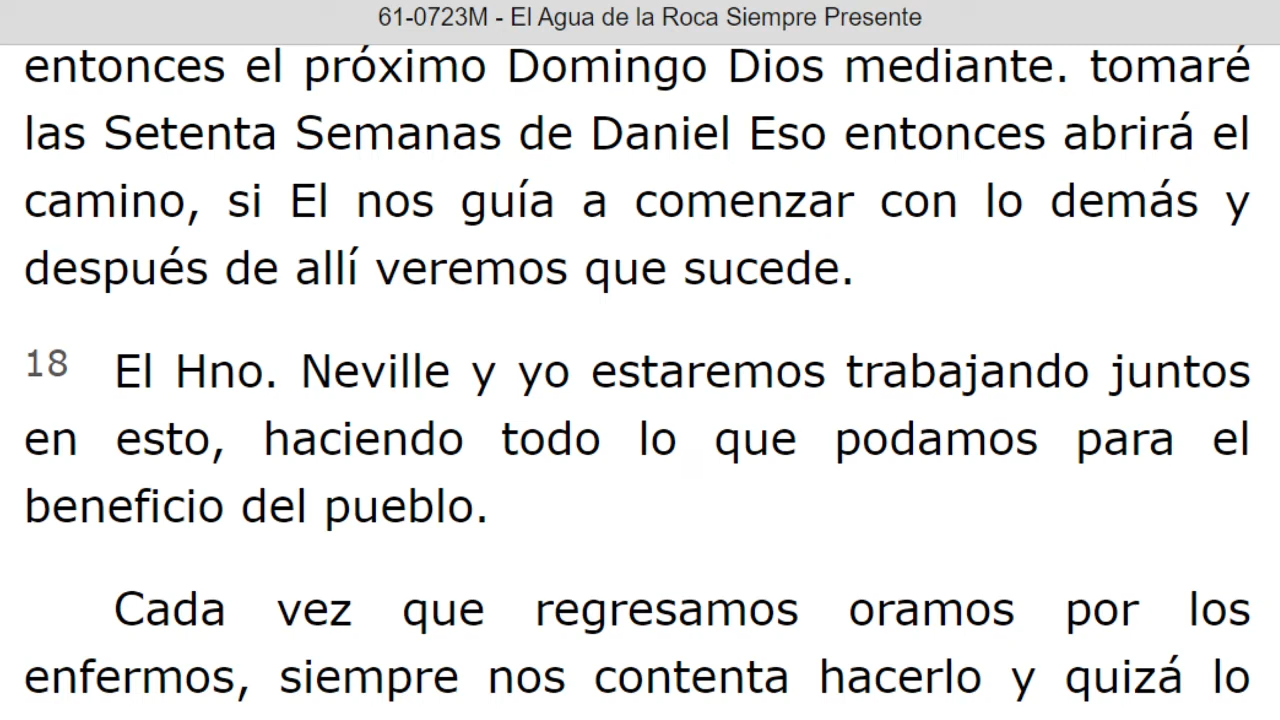 61-0723M - El Agua de la Roca Siempre Presente
entonces el próximo Domingo Dios mediante. tomaré
las Setenta Semanas de Daniel Eso entonces abrirá el
camino, si El nos guía a comenzar con lo demás y
después de allí veremos que sucede.
18 El Hno. Neville y yo estaremos trabajando juntos
en esto, haciendo todo lo que podamos para el
beneficio del pueblo.
Cada vez que regresamos oramos por los
enfermos, siempre nos contenta hacerlo y quizá lo